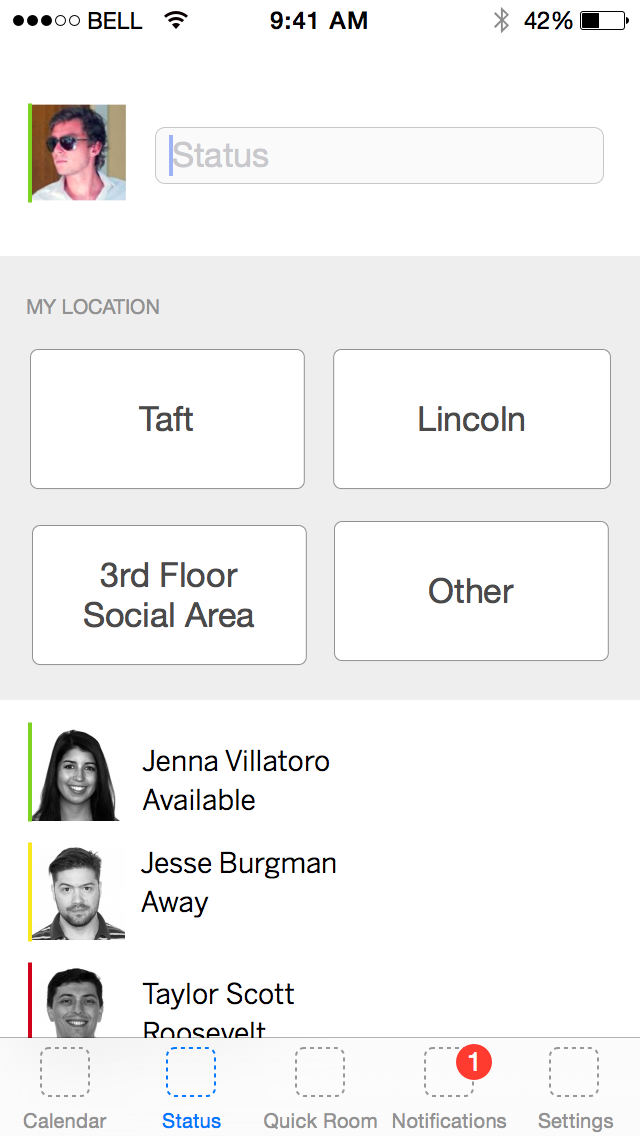 BELL 9:41 AM 42%
Status
MY LOCATION
Taft
Lincoln
3rd Floor
Social Area
Other
Jenna Villatoro
Available
Jesse Burgman
Away
Taylor Scott
Roosevelt
1
Calendar
Status
Quick Room
Notifications
Settings